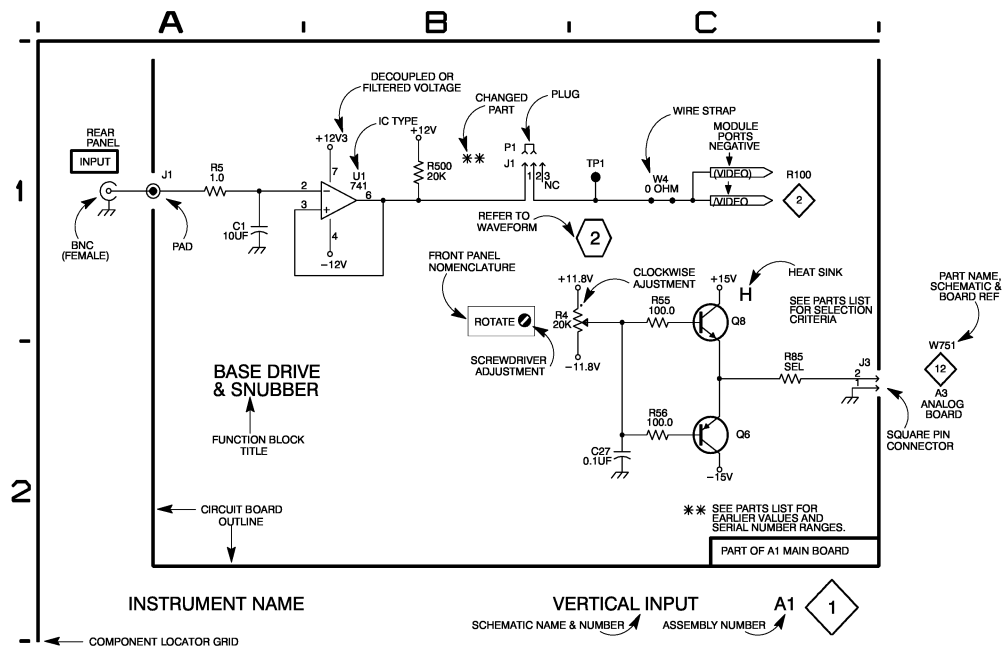 A B C
DECOUPLED OR
FILTERED VOLTAGE
CHANGED
PART
PLUG
WIRE STRAP
REAR
PANEL
INPUT
+12V3
IC TYPE
+12V
P1
MODULE
PORTS
NEGATIVE
1
J1
R5
1.0
7
U1
741
R500
20K
**
J1
1 2 3
NC
TP1
W4
0 OHM
(VIDEO)
R100
2
6
3
/VIDEO
2
BNC
(FEMALE)
PAD
C1
10UF
4
−12V
REFER TO
WAVEFORM
2
FRONT PANEL
NOMENCLATURE
+11.8V
CLOCKWISE
AJUSTMENT
+15V
H
HEAT SINK
PART NAME,
SCHEMATIC &
BOARD REF
ROTATE
R4
20K
R55
100.0
Q8
SEE PARTS LIST
FOR SELECTION
CRITERIA
SCREWDRIVER
ADJUSTMENT
−11.8V
W751
12
A3
ANALOG
BOARD
BASE DRIVE
& SNUBBER
R85
SEL
J3
2
1
FUNCTION BLOCK
TITLE
R56
100.0
Q6
SQUARE PIN
CONNECTOR
C27
0.1UF
−15V
2
CIRCUIT BOARD
OUTLINE
** SEE PARTS LIST FOR
EARLIER VALUES AND
SERIAL NUMBER RANGES.
PART OF A1 MAIN BOARD
INSTRUMENT NAME
VERTICAL INPUT
A1
1
SCHEMATIC NAME & NUMBER
ASSEMBLY NUMBER
COMPONENT LOCATOR GRID